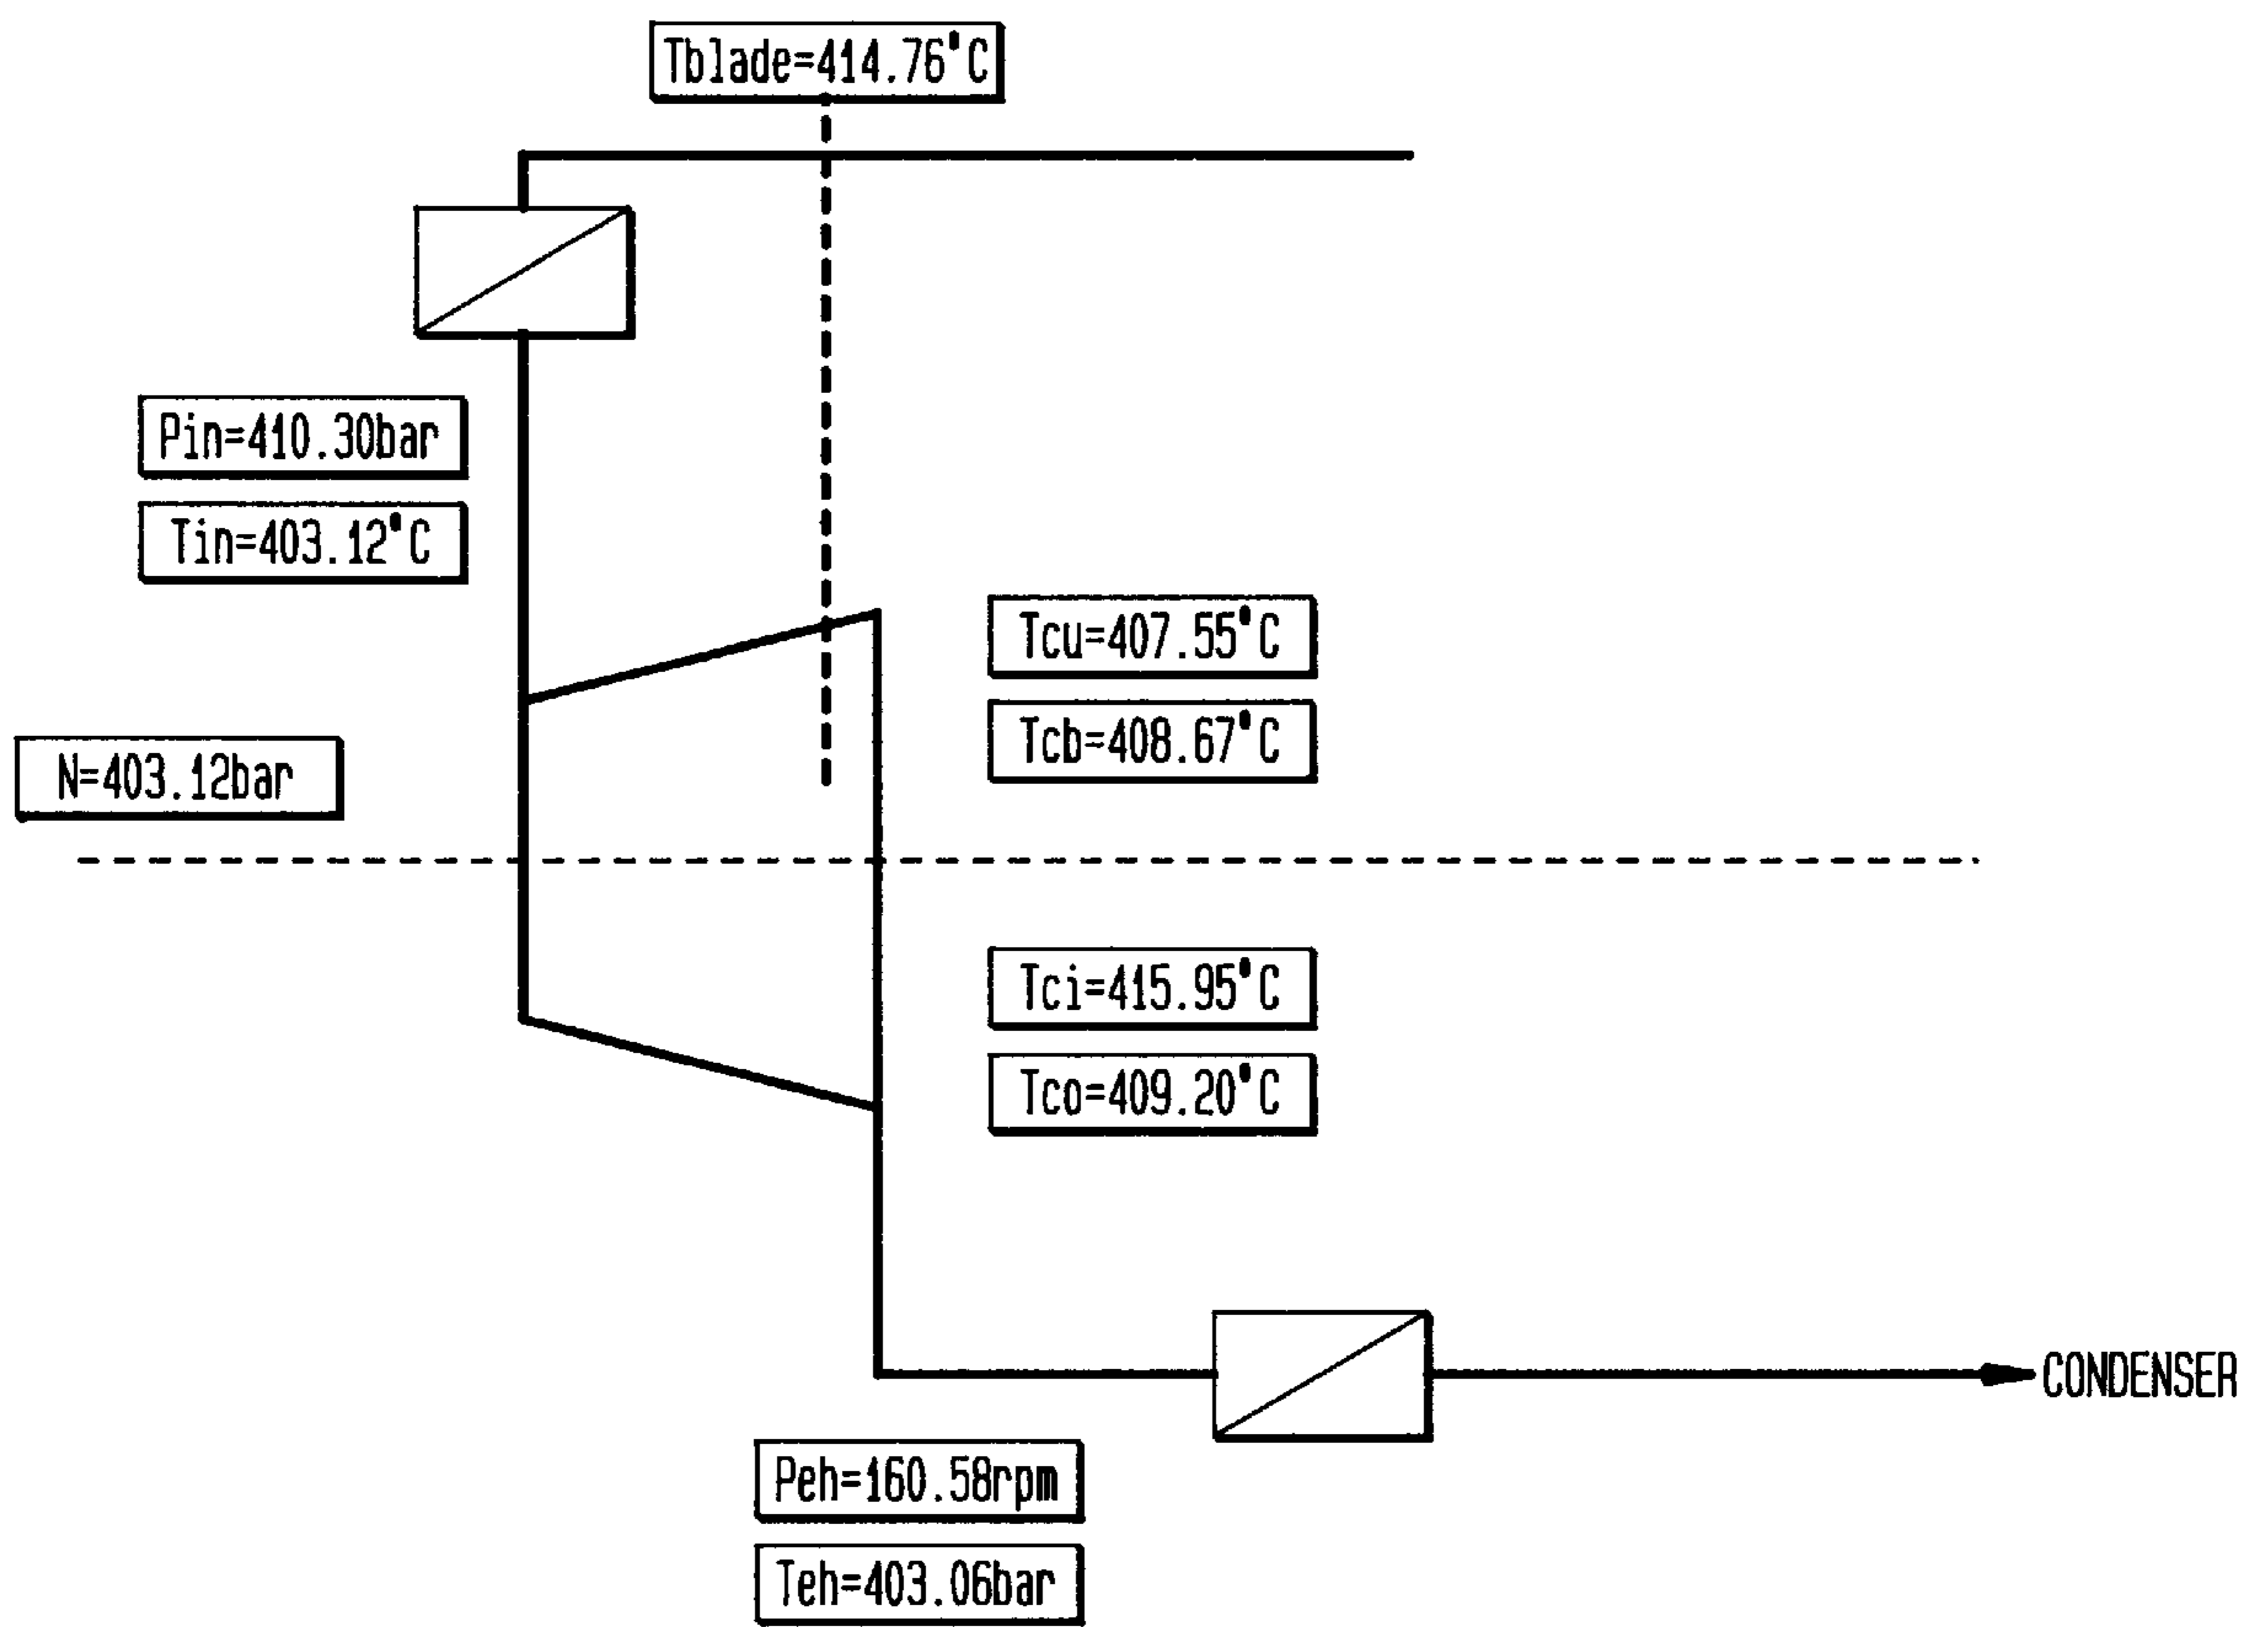 Tblade=414.76°C
Pin=410.30bar
Tin=403.12°C
Tcu=407.55°C
Tcb=408.67°C
N=403.12bar
Tci=415.95°C
Tco=409.20°C
CONDENSER
Peh=160.58rpm
Teh=403.06bar